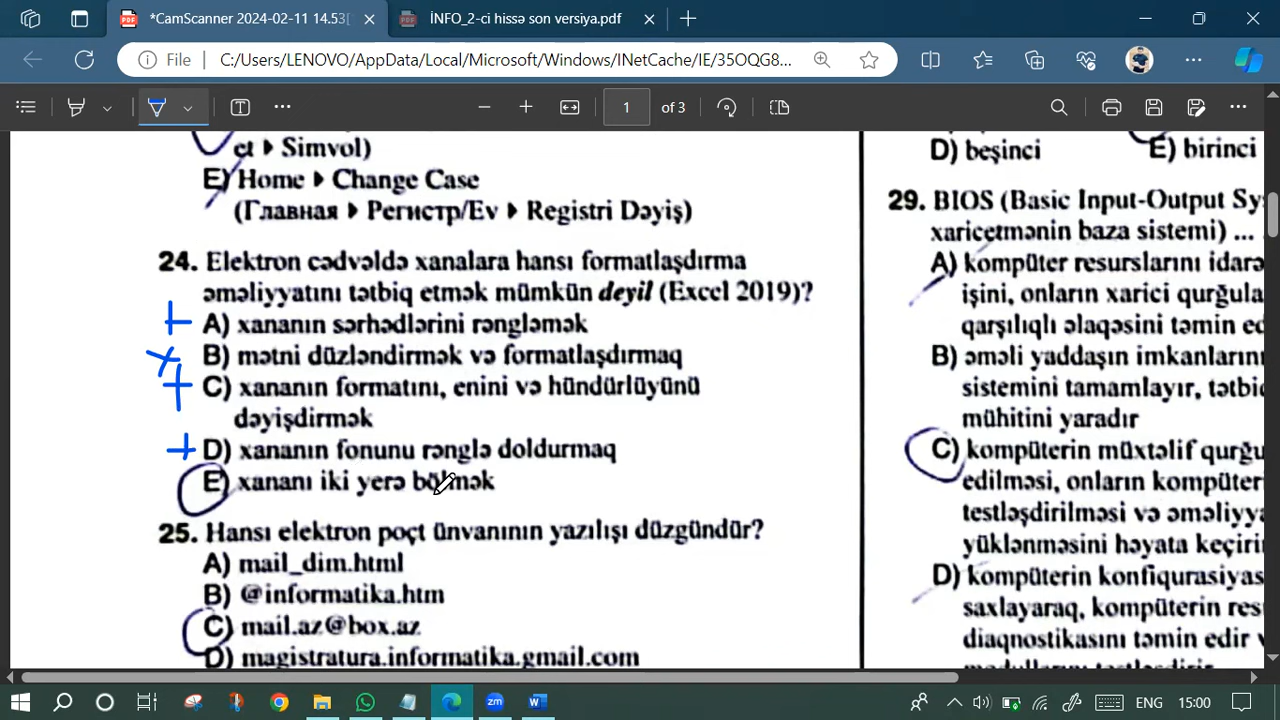 *CamScanner 2024-02-11 14.53[
İNFO_2-ci hissə son versiya.pdf
File
C:/Users/LENOVO/AppData/Local/Microsoft/Windows/INetCache/IE/35OQG8...
1 of 3
ct ▸ Simvol)
E) Home ▸ Change Case
(Главная ▸ Регистр/Ev ▸ Registri Dəyiş)
24. Elektron cədvəldə xanalara hansı formatlaşdırma
əməliyyatını tətbiq etmək mümkün deyil (Excel 2019)?
A) xananın sərhədlərini rəngləmək
B) mətni düzləndirmək və formatlaşdırmaq
C) xananın formatını, enini və hündürlüyünü
dəyişdirmək
D) xananın fonunu rənglə doldurmaq
E) xananı iki yerə bölmək
25. Hansı elektron poçt ünvanının yazılışı düzgündür?
A) mail_dim.html
B) @informatika.htm
C) mail.az@box.az
D) magistratura.informatika.gmail.com
D) beşinci
E) birinci
29. BIOS (Basic Input-Output Sy
xaricetmənin baza sistemi) ...
A) kompüter resurslarını idarə
işini, onların xarici qurğula
qarşılıqlı əlaqəsini təmin ed
B) əməli yaddaşın imkanlarını
sistemini tamamlayır, tətbi
mühitini yaradır
C) kompüterin müxtəlif qurğu
edilməsi, onların kompüter
testləşdirilməsi və əməliyya
yüklənməsini həyata keçiri
D) kompüterin konfiqurasiyas
saxlayaraq, kompüterin res
diaqnostikasını təmin edir v
ENG
15:00